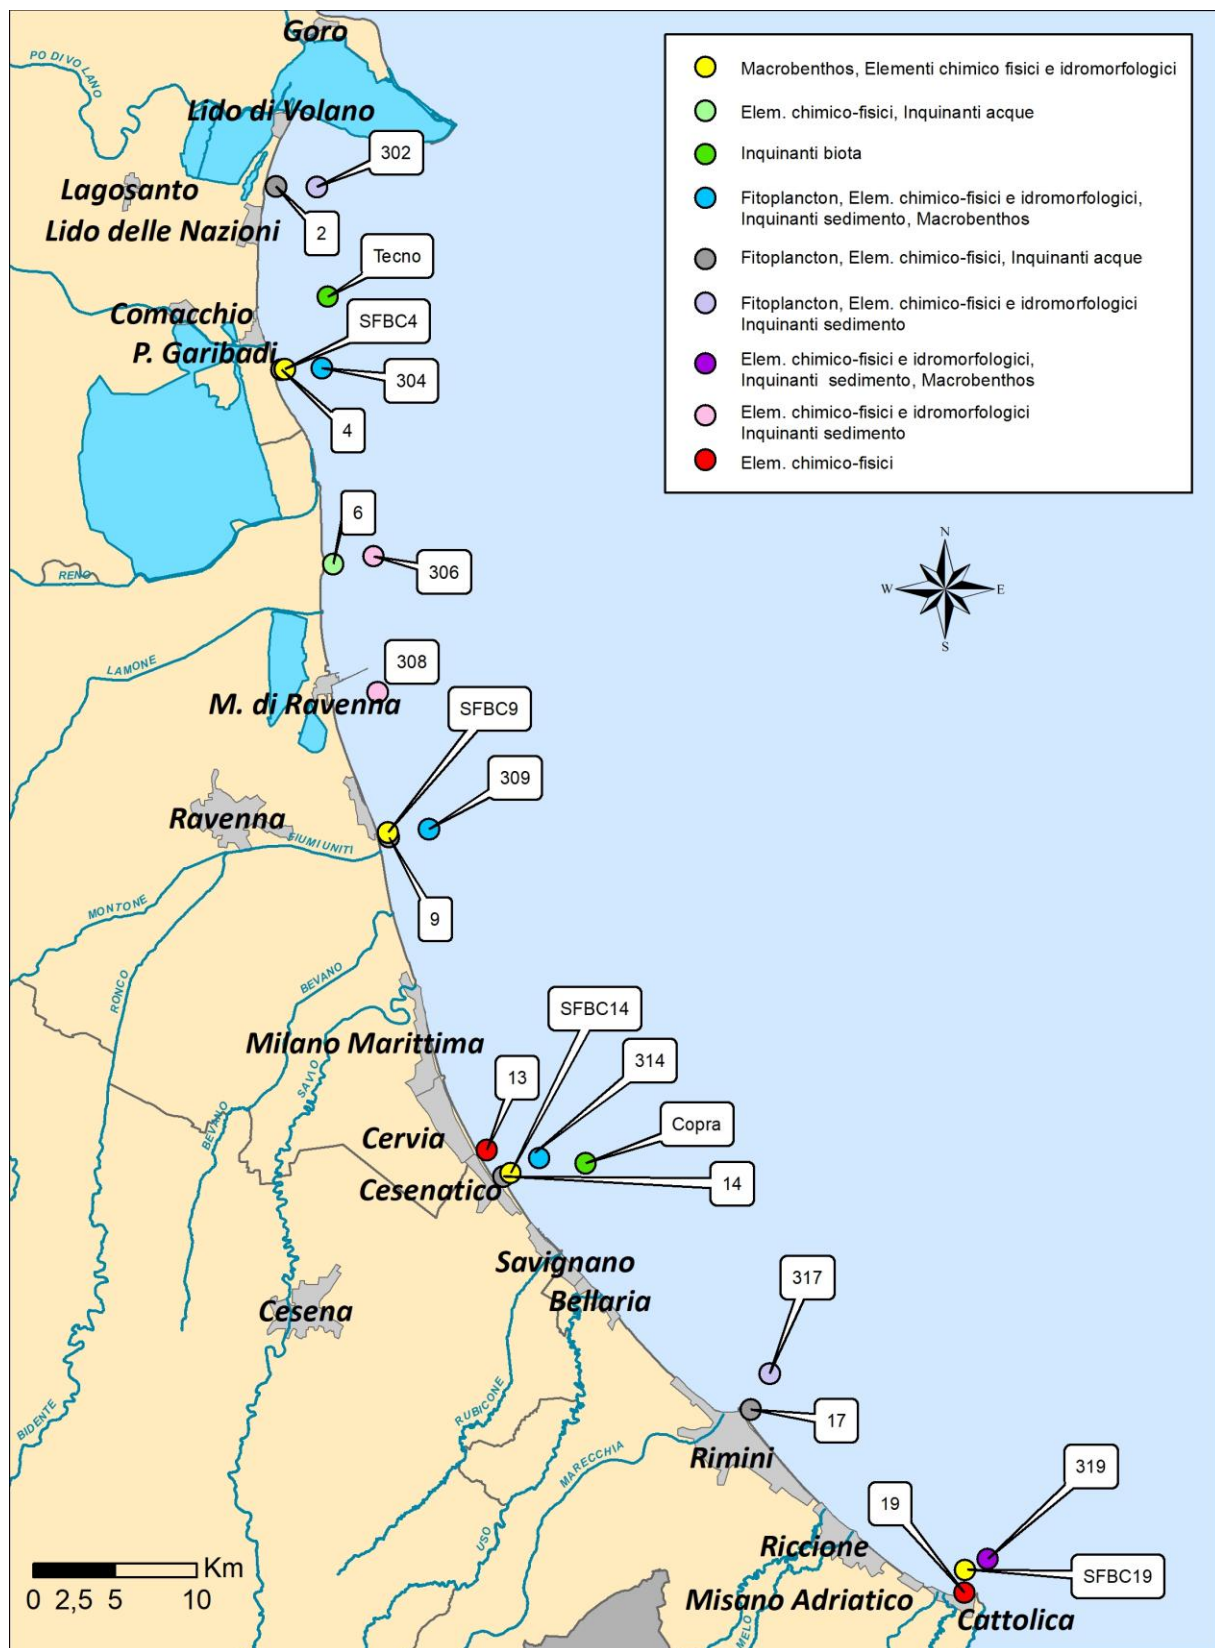 Goro
PO DI VOLANO
Lido di Volano
302
Lagosanto
Lido delle Nazioni
2
Tecno
Comacchio
SFBC4
P. Garibadi
304
4
6
306
RENO
LAMONE
308
M. di Ravenna
SFBC9
309
Ravenna
FIUMI UNITI
MONTONE
9
BEVANO
RONCO
SFBC14
Milano Marittima
SAVIO
13
314
BEVANO
Copra
Cervia
Cesenatico
14
Savignano
Bellaria
Cesena
317
RUBICONE
BIDENTE
17
MARECCHIA
Rimini
319
19
USO
Riccione
SFBC19
Misano Adriatico
Cattolica
MELO
Km
0 2,5 5 10
Macrobenthos, Elementi chimico fisici e idromorfologici
Elem. chimico-fisici, Inquinanti acque
Inquinanti biota
Fitoplancton, Elem. chimico-fisici e idromorfologici,
Inquinanti sedimento, Macrobenthos
Fitoplancton, Elem. chimico-fisici, Inquinanti acque
Fitoplancton, Elem. chimico-fisici e idromorfologici
Inquinanti sedimento
Elem. chimico-fisici e idromorfologici,
Inquinanti sedimento, Macrobenthos
Elem. chimico-fisici e idromorfologici
Inquinanti sedimento
Elem. chimico-fisici
N
W
E
S